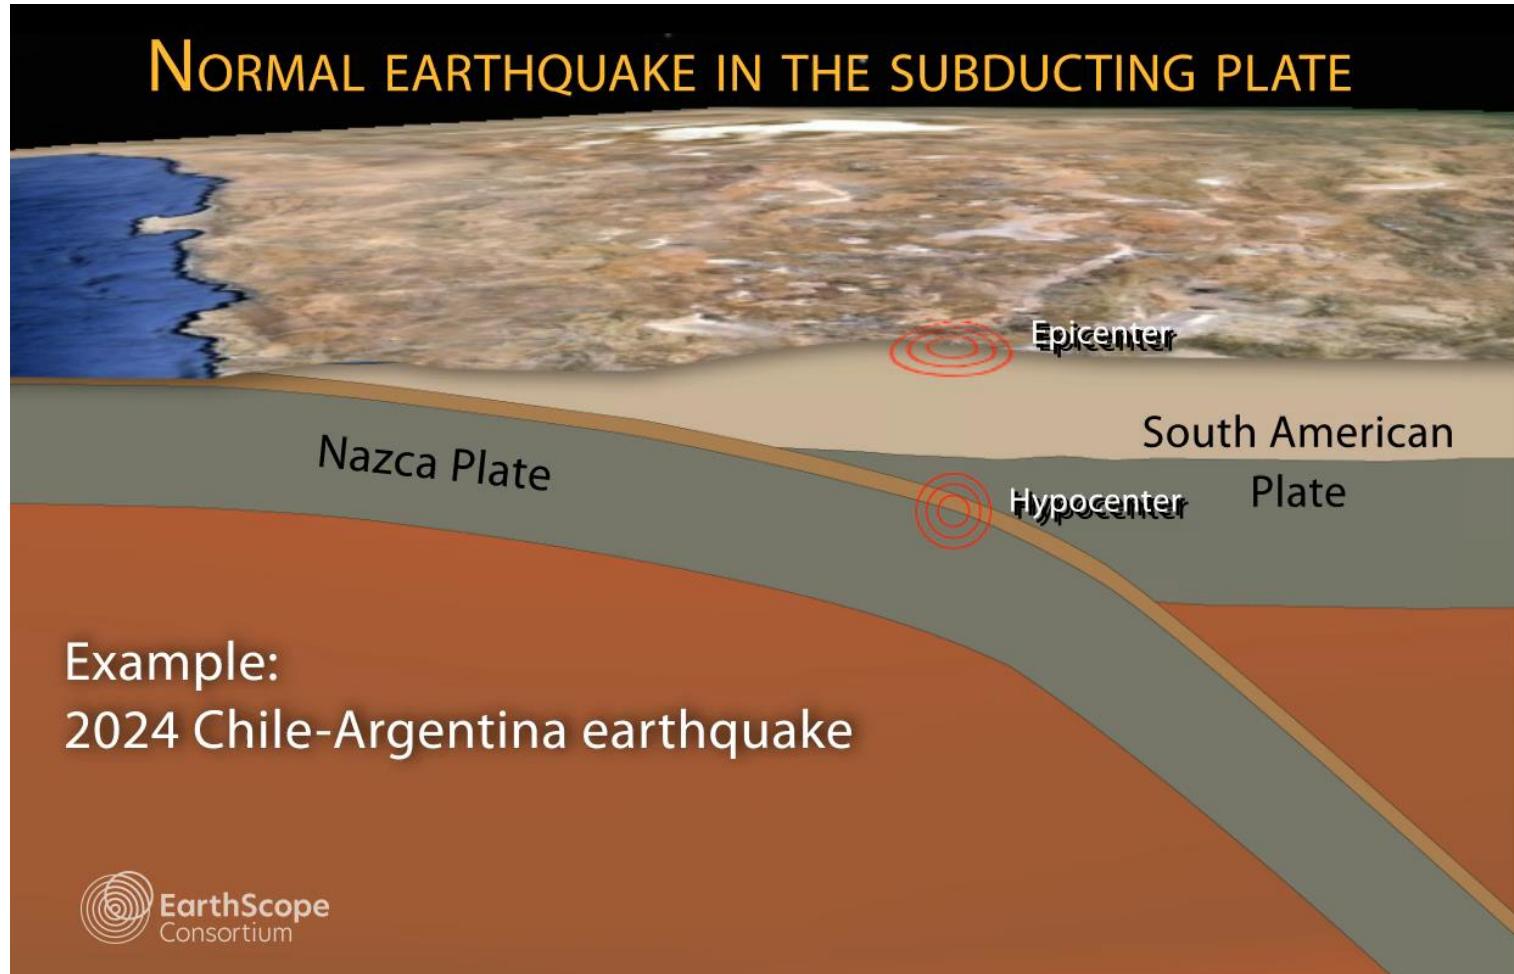 NORMAL EARTHQUAKE IN THE SUBDUCTING PLATE
Epicenter
South American
Plate
Nazca Plate
Hypocenter
Example:
2024 Chile-Argentina earthquake
EarthScope
Consortium